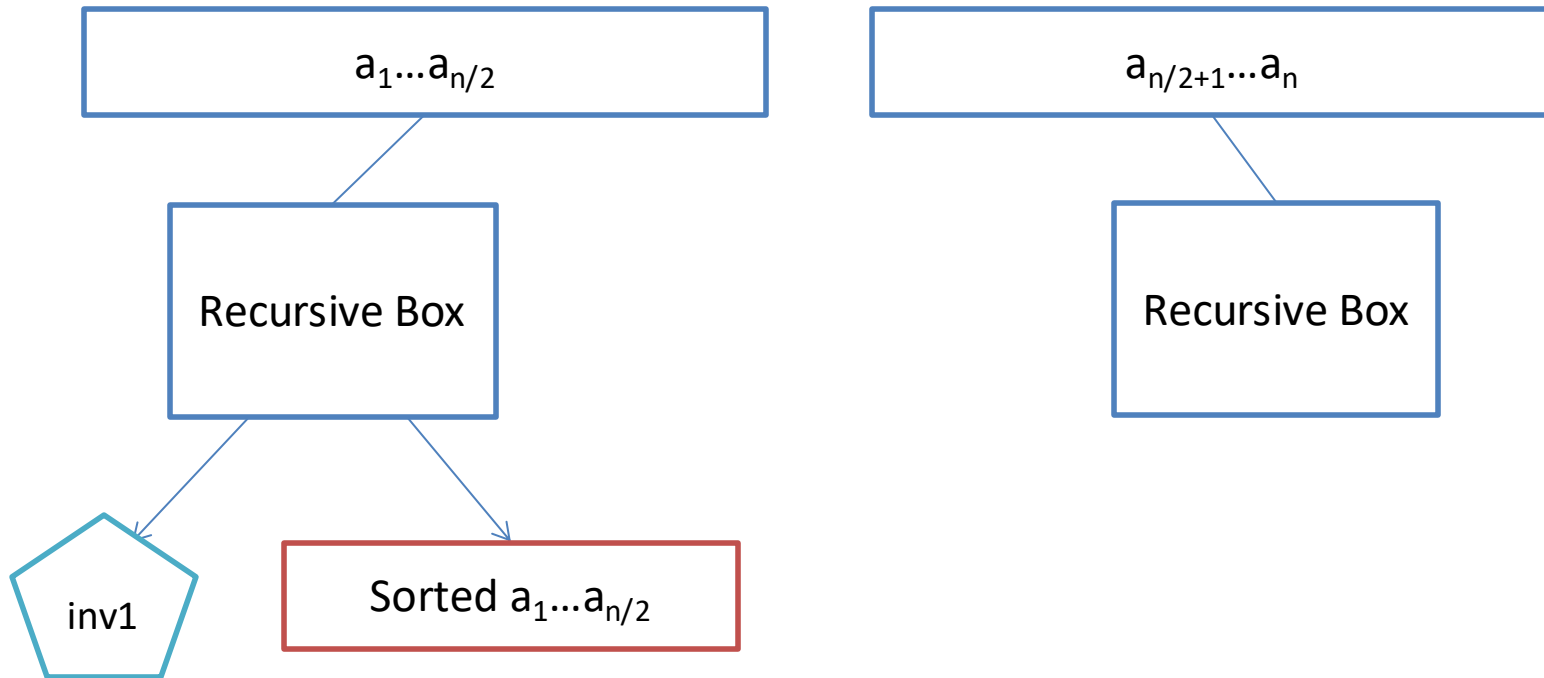 a₁…aₙ/₂
aₙ/₂₊₁…aₙ
Recursive Box
Recursive Box
inv1
Sorted a₁…aₙ/₂